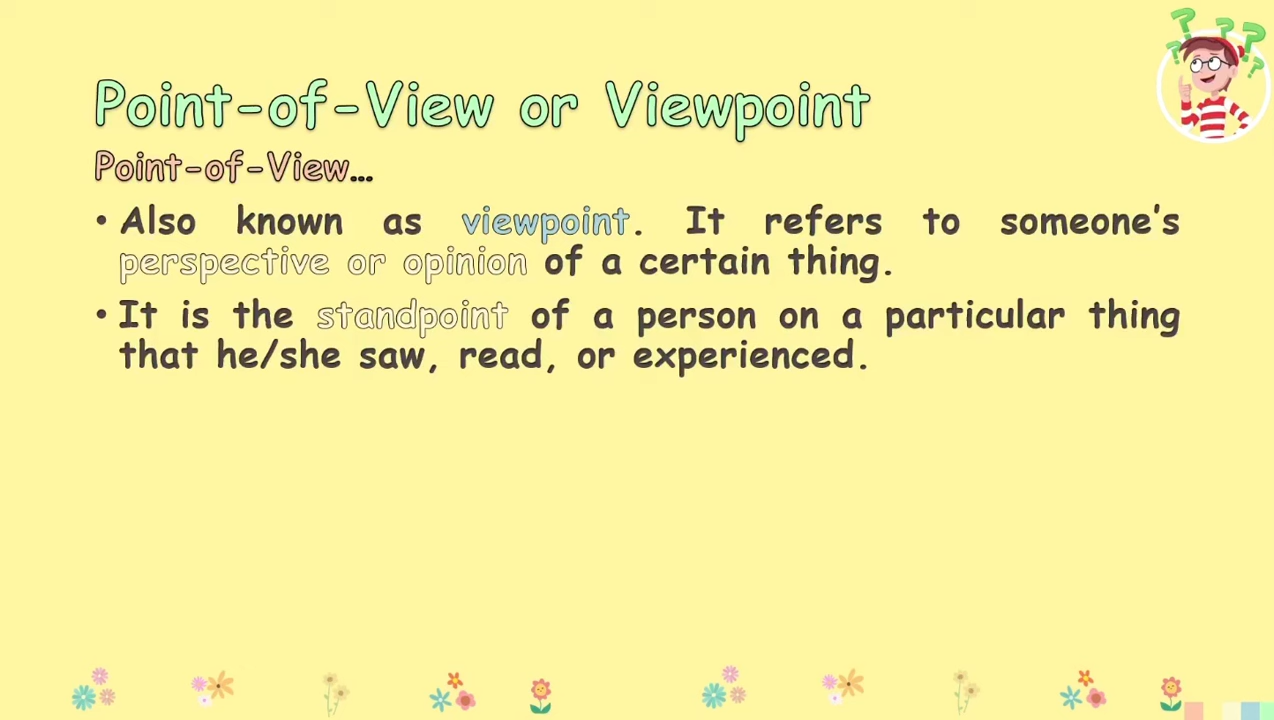 Point-of-View or Viewpoint
Point-of-View…
• Also known as viewpoint. It refers to someone's
perspective or opinion of a certain thing.
• It is the standpoint of a person on a particular thing
that he/she saw, read, or experienced.